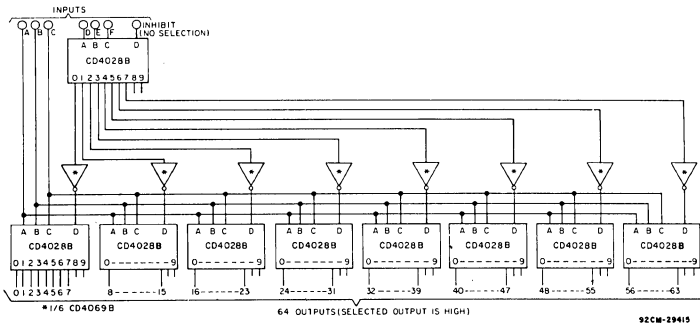 INPUTS
A B C D E F INHIBIT
(NO SELECTION)
A B C D
CD4028B
0 1 2 3 4 5 6 7 8 9
* * * * * * * *
A B C D A B C D A B C D A B C D A B C D A B C D A B C D A B C D
CD4028B CD4028B CD4028B CD4028B CD4028B CD4028B CD4028B CD4028B
0 1 2 3 4 5 6 7 8 9 0-------9 0-------9 0-------9 0-------9 0-------9 0-------9 0-------9
0 1 2 3 4 5 6 7 8-----15 16-----23 24----31 32----39 40----47 48-----55 56-----63
*1/6 CD4069B
64 OUTPUTS (SELECTED OUTPUT IS HIGH)
92CM-29415